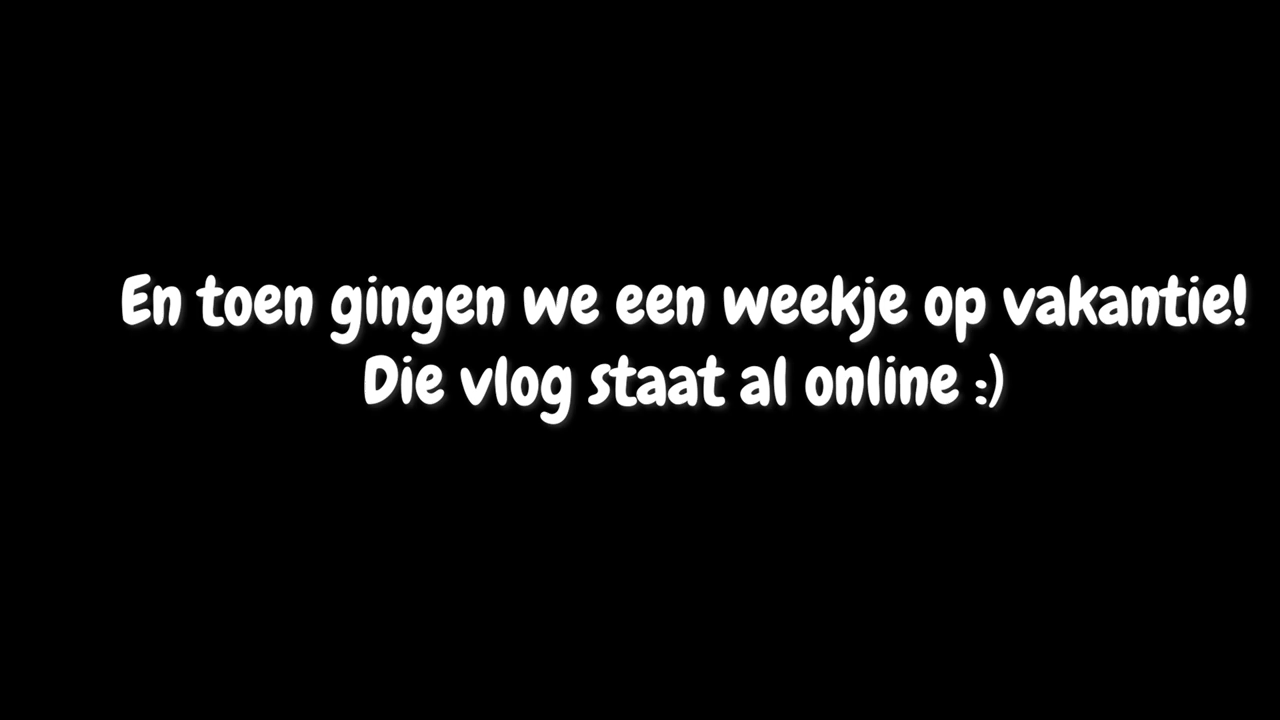 En toen gingen we een weekje op vakantie!
Die vlog staat al online :)